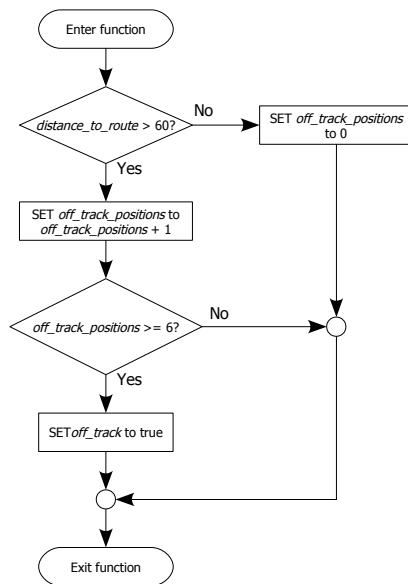 Enter function
distance_to_route > 60?
No
SET off_track_positions
to 0
Yes
SET off_track_positions to
off_track_positions + 1
off_track_positions >= 6?
No
Yes
SEToff_track to true
Exit function